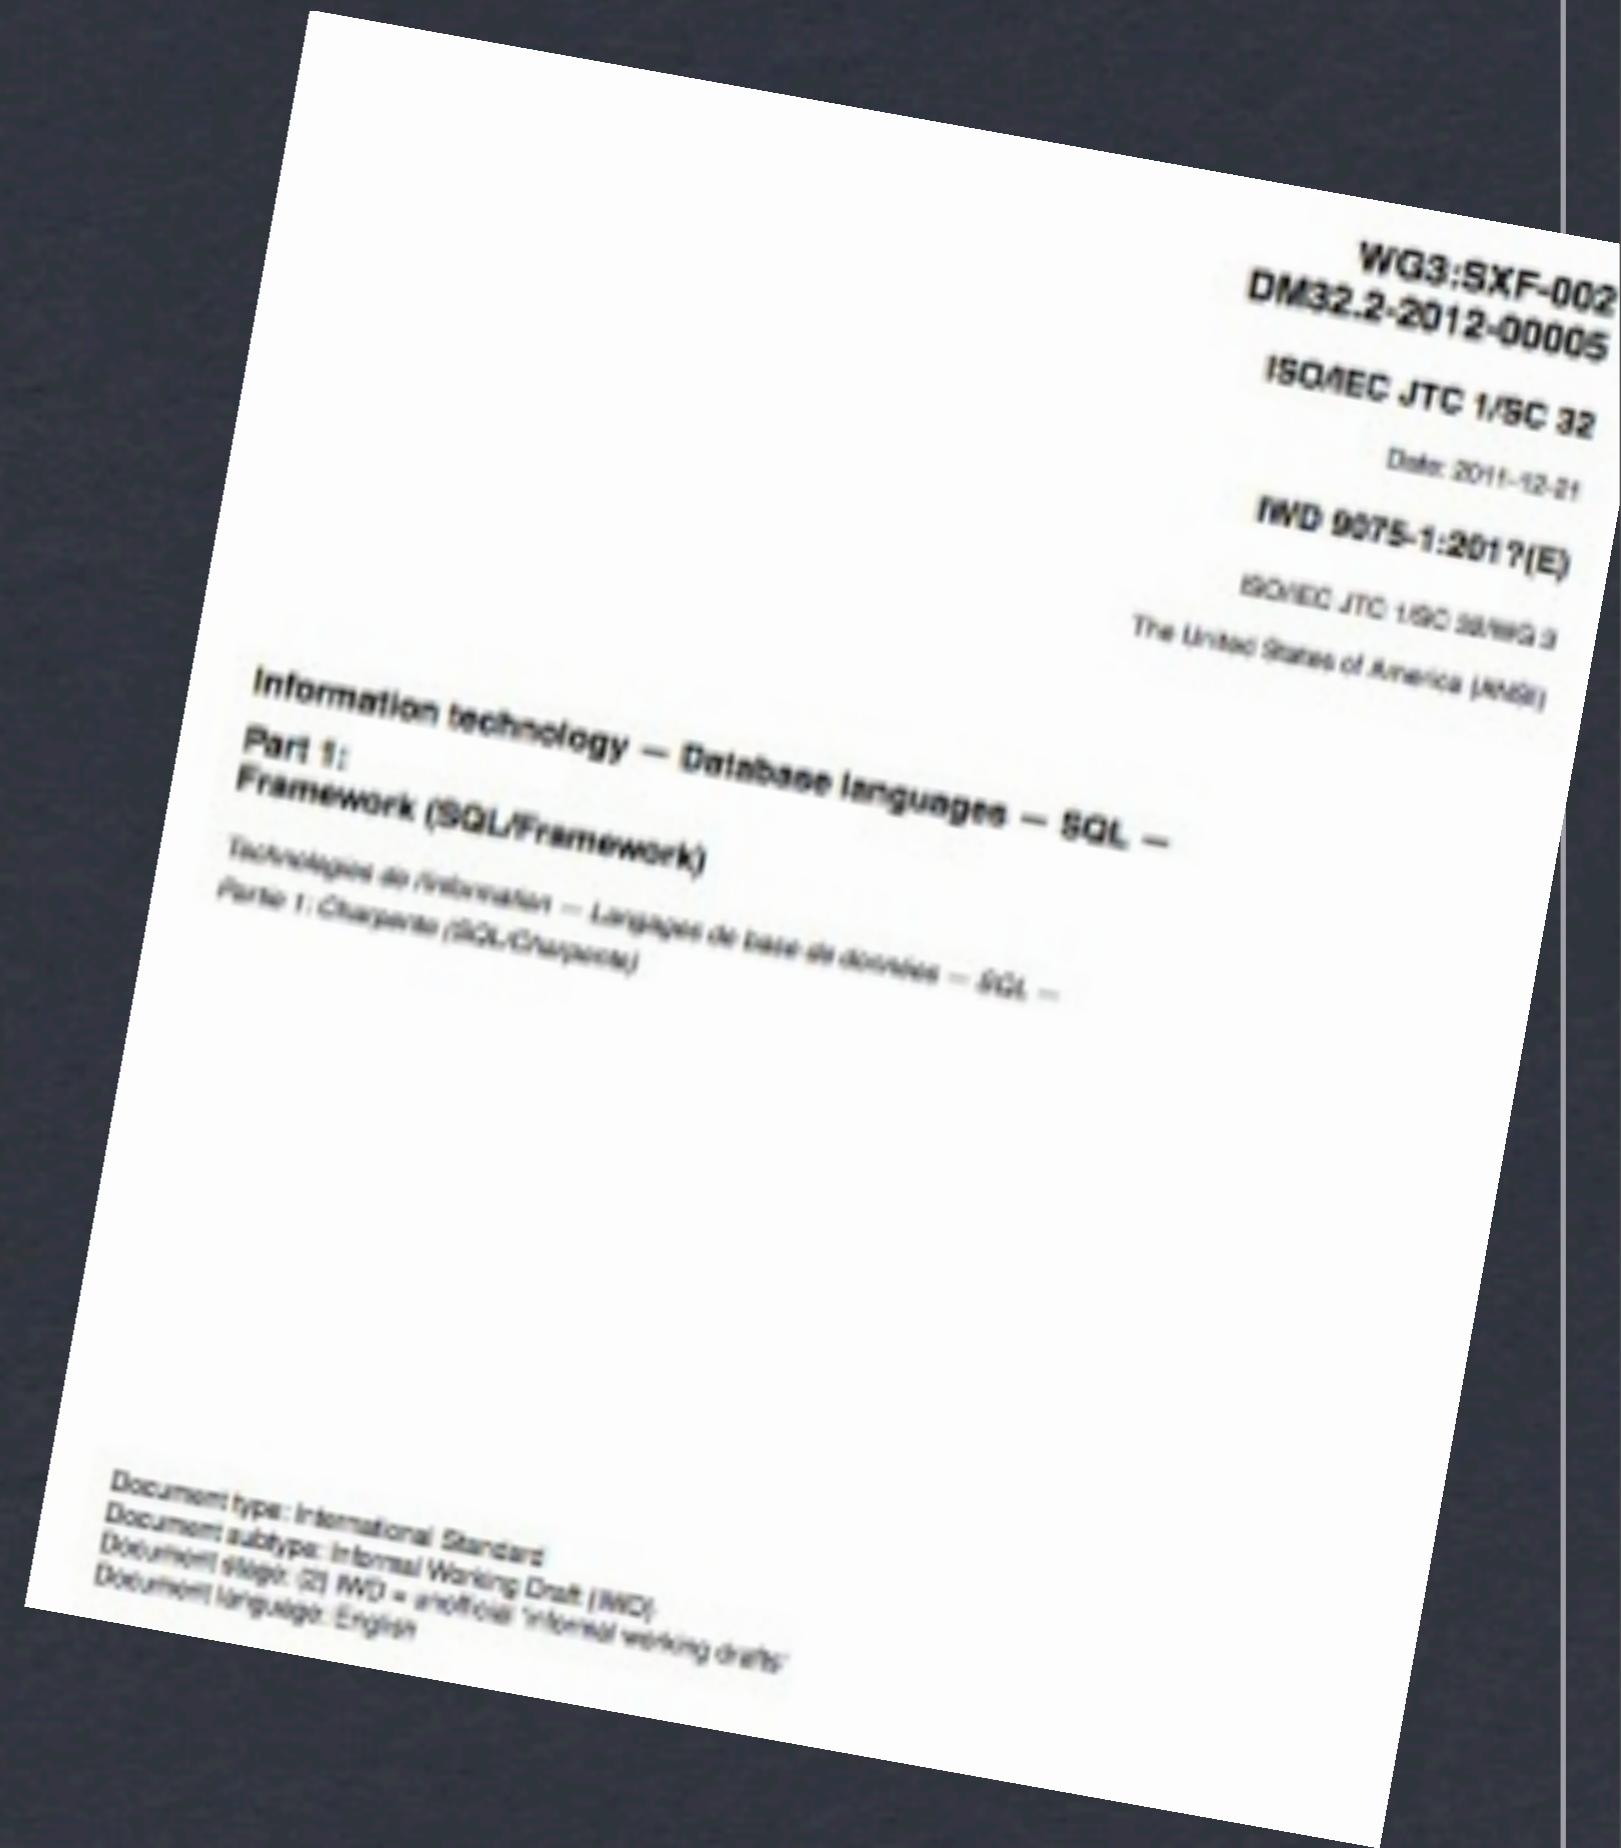 WG3:SXF-002
DM32.2-2012-00005
ISO/IEC JTC 1/SC 32
Date: 2011-12-21
IWD 9075-1:201?(E)
ISO/IEC JTC 1/SC 32/WG 3
The United States of America (ANSI)
Information technology — Database languages — SQL —
Part 1:
Framework (SQL/Framework)
Technologies de l'information — Langages de base de données — SQL —
Partie 1: Charpente (SQL/Charpente)
Document type: International Standard
Document subtype: Informal Working Draft (IWD)
Document stage: (2) IWD = unofficial "informal working drafts"
Document language: English